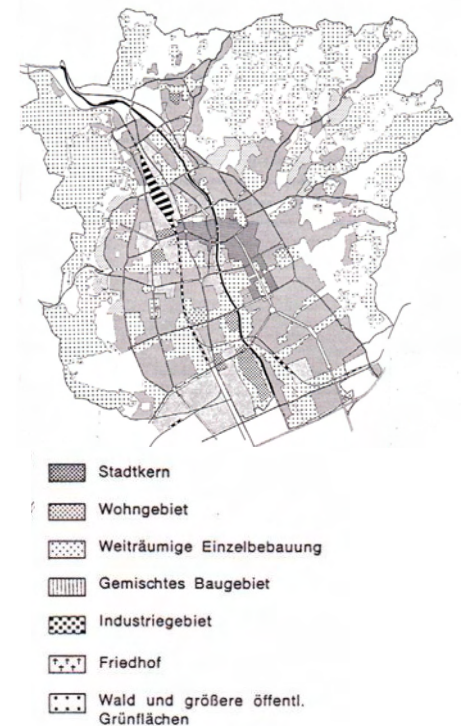 Stadtkern
Wohngebiet
Weiträumige Einzelbebauung
Gemischtes Baugebiet
Industriegebiet
Friedhof
Wald und größere öffentl.
Grünflächen